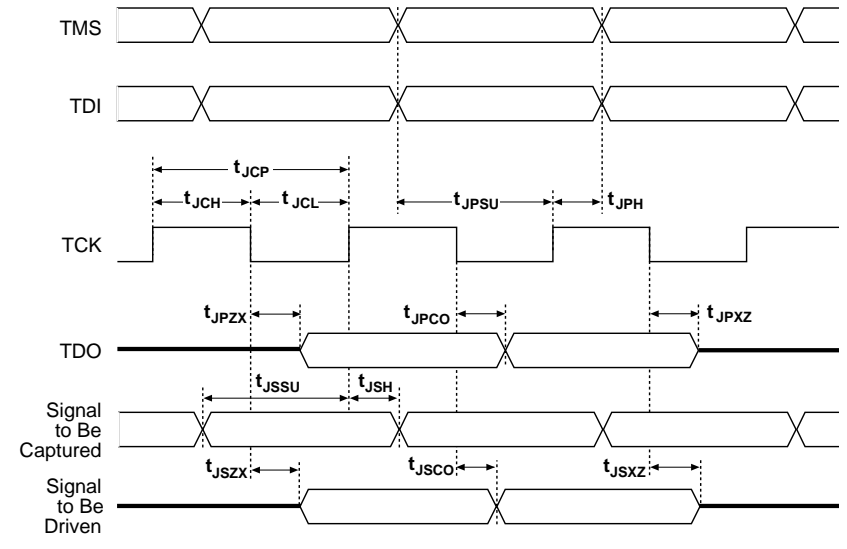 TMS
TDI
tJCP
tJCH
tJCL
tJPSU
tJPH
TCK
tJPZX
tJPCO
tJPXZ
TDO
tJSSU
tJSH
Signal
to Be
Captured
tJSZX
tJSCO
tJSXZ
Signal
to Be
Driven